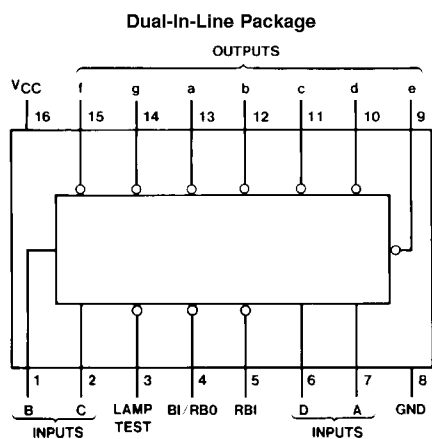 Dual-In-Line Package
OUTPUTS
VCC f g a b c d e
16 15 14 13 12 11 10 9
1 2 3 4 5 6 7 8
B C LAMP TEST BI/RBO RBI D A GND
INPUTS INPUTS